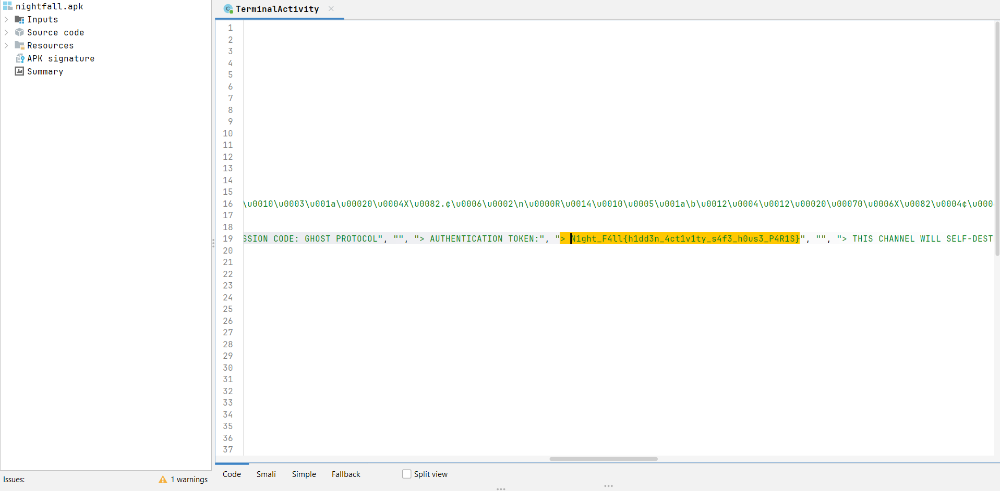 nightfall.apk
Inputs
Source code
Resources
APK signature
Summary
Issues:
1 warnings
TerminalActivity
1
2
3
4
5
6
7
8
9
10
11
12
13
14
15
16 \u0010\u0003\u001a\u00020\u0004X\u0082.¢\u0006\u0002\n\u0000R\u0014\u0010\u0005\u001a\b\u0012\u0004\u0012\u00020\u00070\u0006X\u0082\u0004¢\u000
17
18
19 SSION CODE: GHOST PROTOCOL", "", "> AUTHENTICATION TOKEN:", "> N1ght_F4ll{h1dd3n_4ct1v1ty_s4f3_h0us3_P4R1S}", "", "> THIS CHANNEL WILL SELF-DEST
20
21
22
23
24
25
26
27
28
29
30
31
32
33
34
35
36
37
Code Smali Simple Fallback Split view